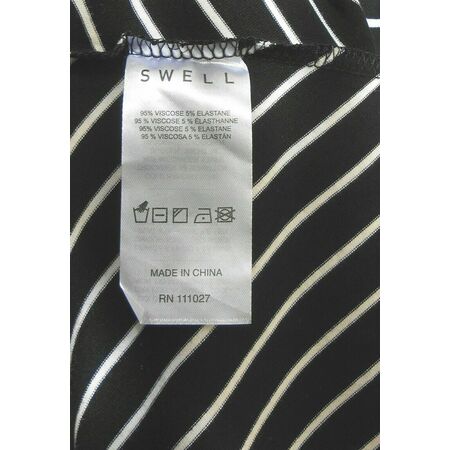 SWELL
95% VISCOSE 5% ELASTANE
95 % VISCOSE 5 % ÉLASTHANNE
95 % VISCOSE 5 % ELASTANE
95 % VISCOSA 5 % ELASTÁN
MADE IN CHINA
RN 111027